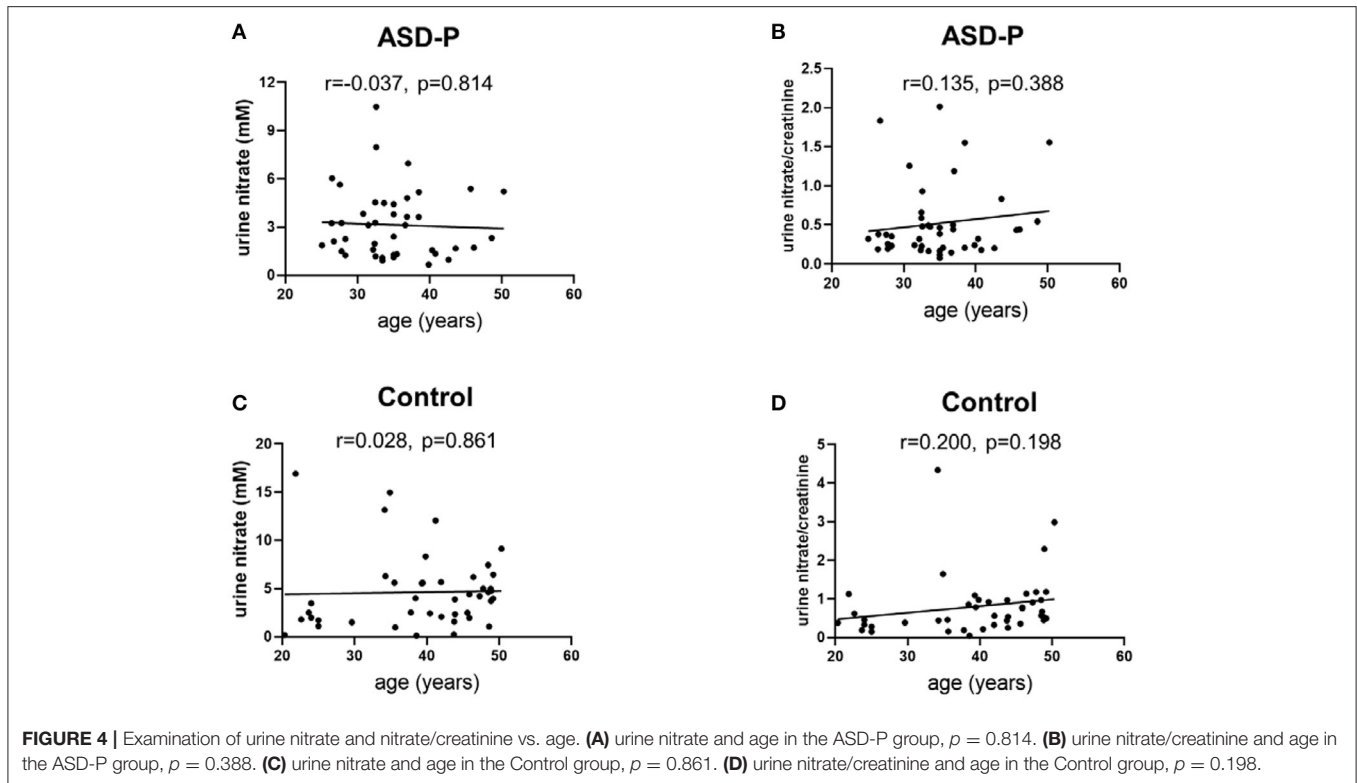 A
ASD-P
r=-0.037, p=0.814
urine nitrate (mM)
12
9
6
3
0
20 30 40 50 60
age (years)
B
ASD-P
r=0.135, p=0.388
urine nitrate/creatinine
2.5
2.0
1.5
1.0
0.5
0.0
20 30 40 50 60
age (years)
C
Control
r=0.028, p=0.861
urine nitrate (mM)
20
15
10
5
0
20 30 40 50 60
age (years)
D
Control
r=0.200, p=0.198
urine nitrate/creatinine
5
4
3
2
1
0
20 30 40 50 60
age (years)
FIGURE 4 | Examination of urine nitrate and nitrate/creatinine vs. age. (A) urine nitrate and age in the ASD-P group, p = 0.814. (B) urine nitrate/creatinine and age in
the ASD-P group, p = 0.388. (C) urine nitrate and age in the Control group, p = 0.861. (D) urine nitrate/creatinine and age in the Control group, p = 0.198.